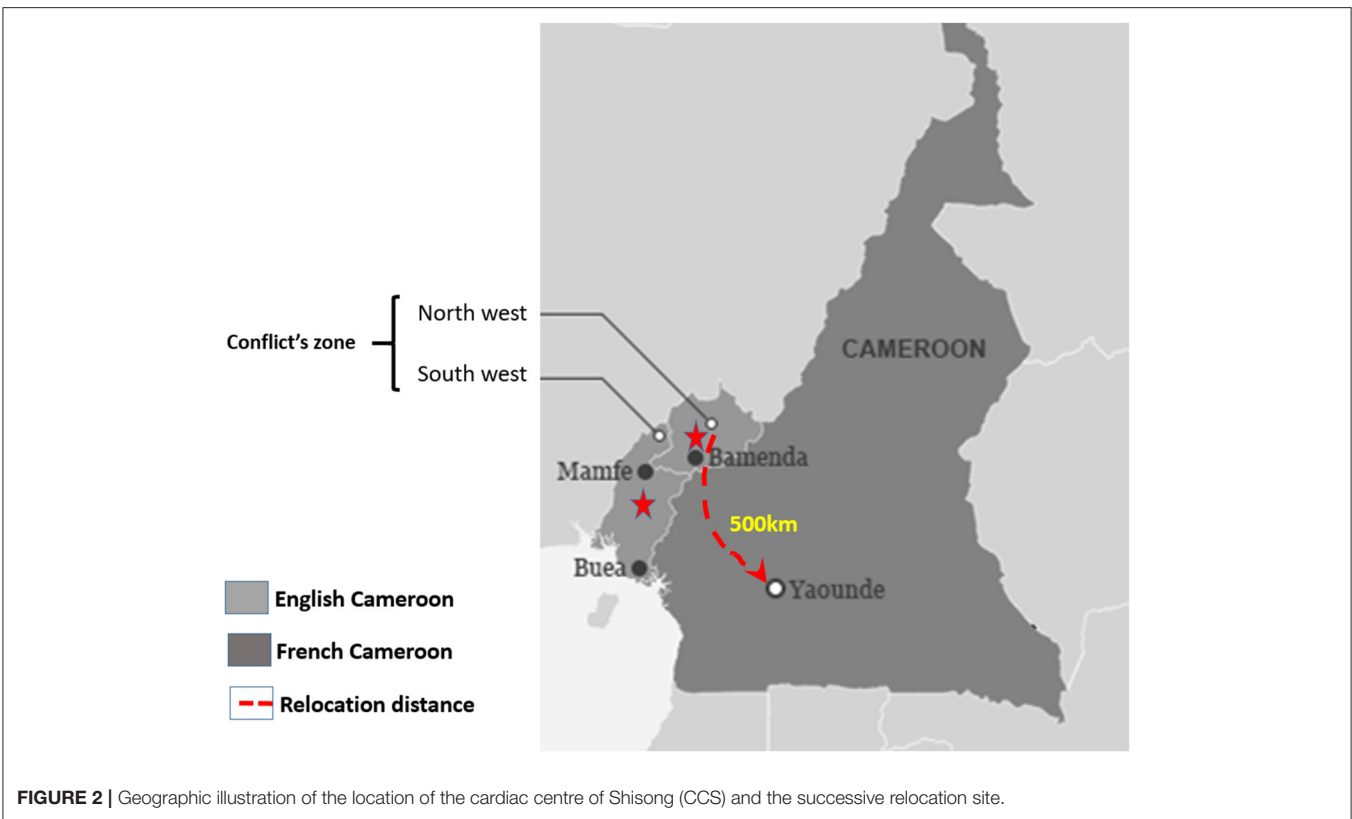 North west
Conflict's zone
South west
CAMEROON
Bamenda
Mamfe
500km
Buea
Yaounde
English Cameroon
French Cameroon
Relocation distance
FIGURE 2 | Geographic illustration of the location of the cardiac centre of Shisong (CCS) and the successive relocation site.